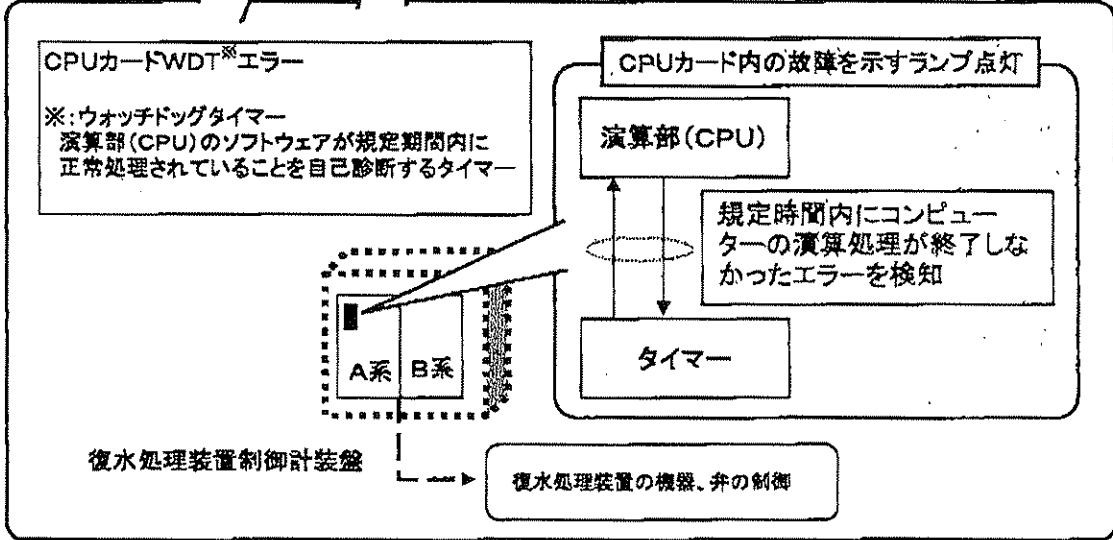 CPUカードWDT※エラー
※:ウォッチドッグタイマー
演算部(CPU)のソフトウェアが規定期間内に
正常処理されていることを自己診断するタイマー
CPUカード内の故障を示すランプ点灯
演算部(CPU)
規定時間内にコンピュー
ターの演算処理が終了しな
かったエラーを検知
タイマー
A系
B系
復水処理装置制御計装盤
復水処理装置の機器、弁の制御